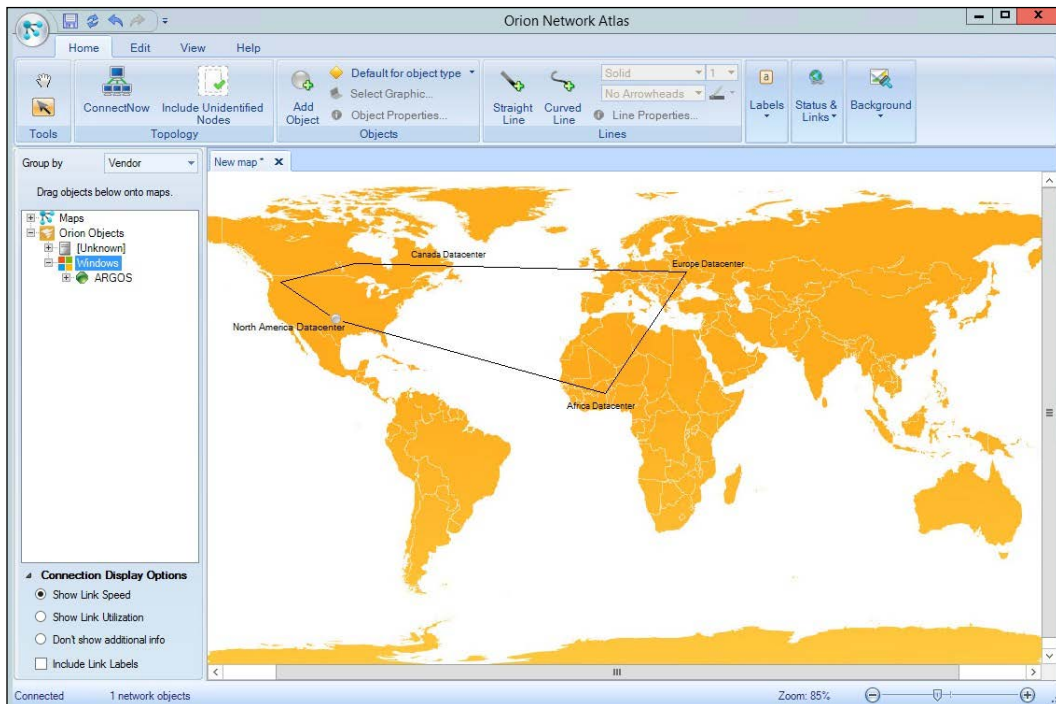 Orion Network Atlas
Home Edit View Help
ConnectNow
Include Unidentified
Nodes
Add
Object
Default for object type
Select Graphic...
Object Properties...
Straight
Line
Curved
Line
Solid
1
No Arrowheads
Line Properties...
a
Labels
Status &
Links
Background
Tools
Topology
Objects
Lines
Group by
Vendor
New map *
Drag objects below onto maps.
Maps
Orion Objects
[Unknown]
Windows
ARGOS
Canada Datacenter
Europe Datacenter
North America Datacenter
Africa Datacenter
Connection Display Options
Show Link Speed
Show Link Utilization
Don't show additional info
Include Link Labels
Connected
1 network objects
Zoom: 85%